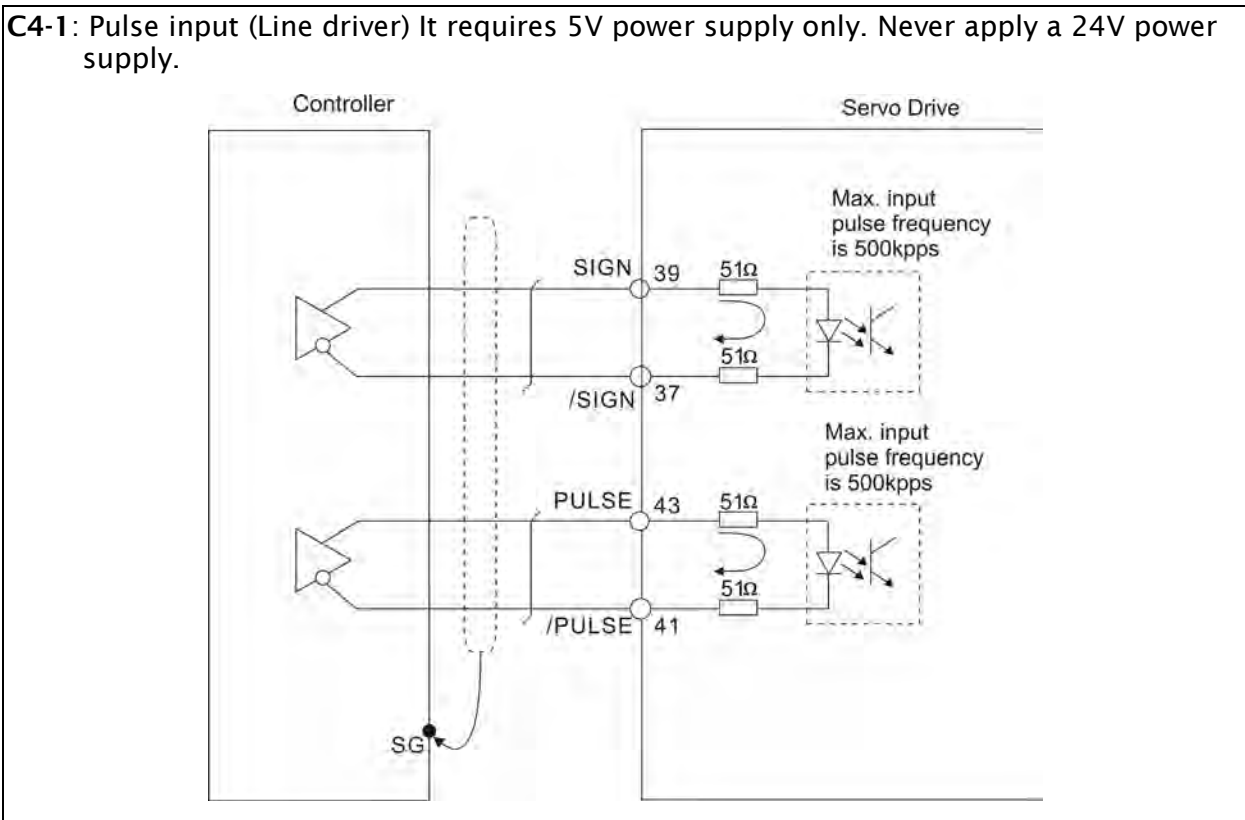 C4-1: Pulse input (Line driver) It requires 5V power supply only. Never apply a 24V power
supply.
Controller
Servo Drive
Max. input
pulse frequency
is 500kpps
SIGN
39
51Ω
51Ω
/SIGN
37
Max. input
pulse frequency
is 500kpps
PULSE
43
51Ω
51Ω
/PULSE
41
SG